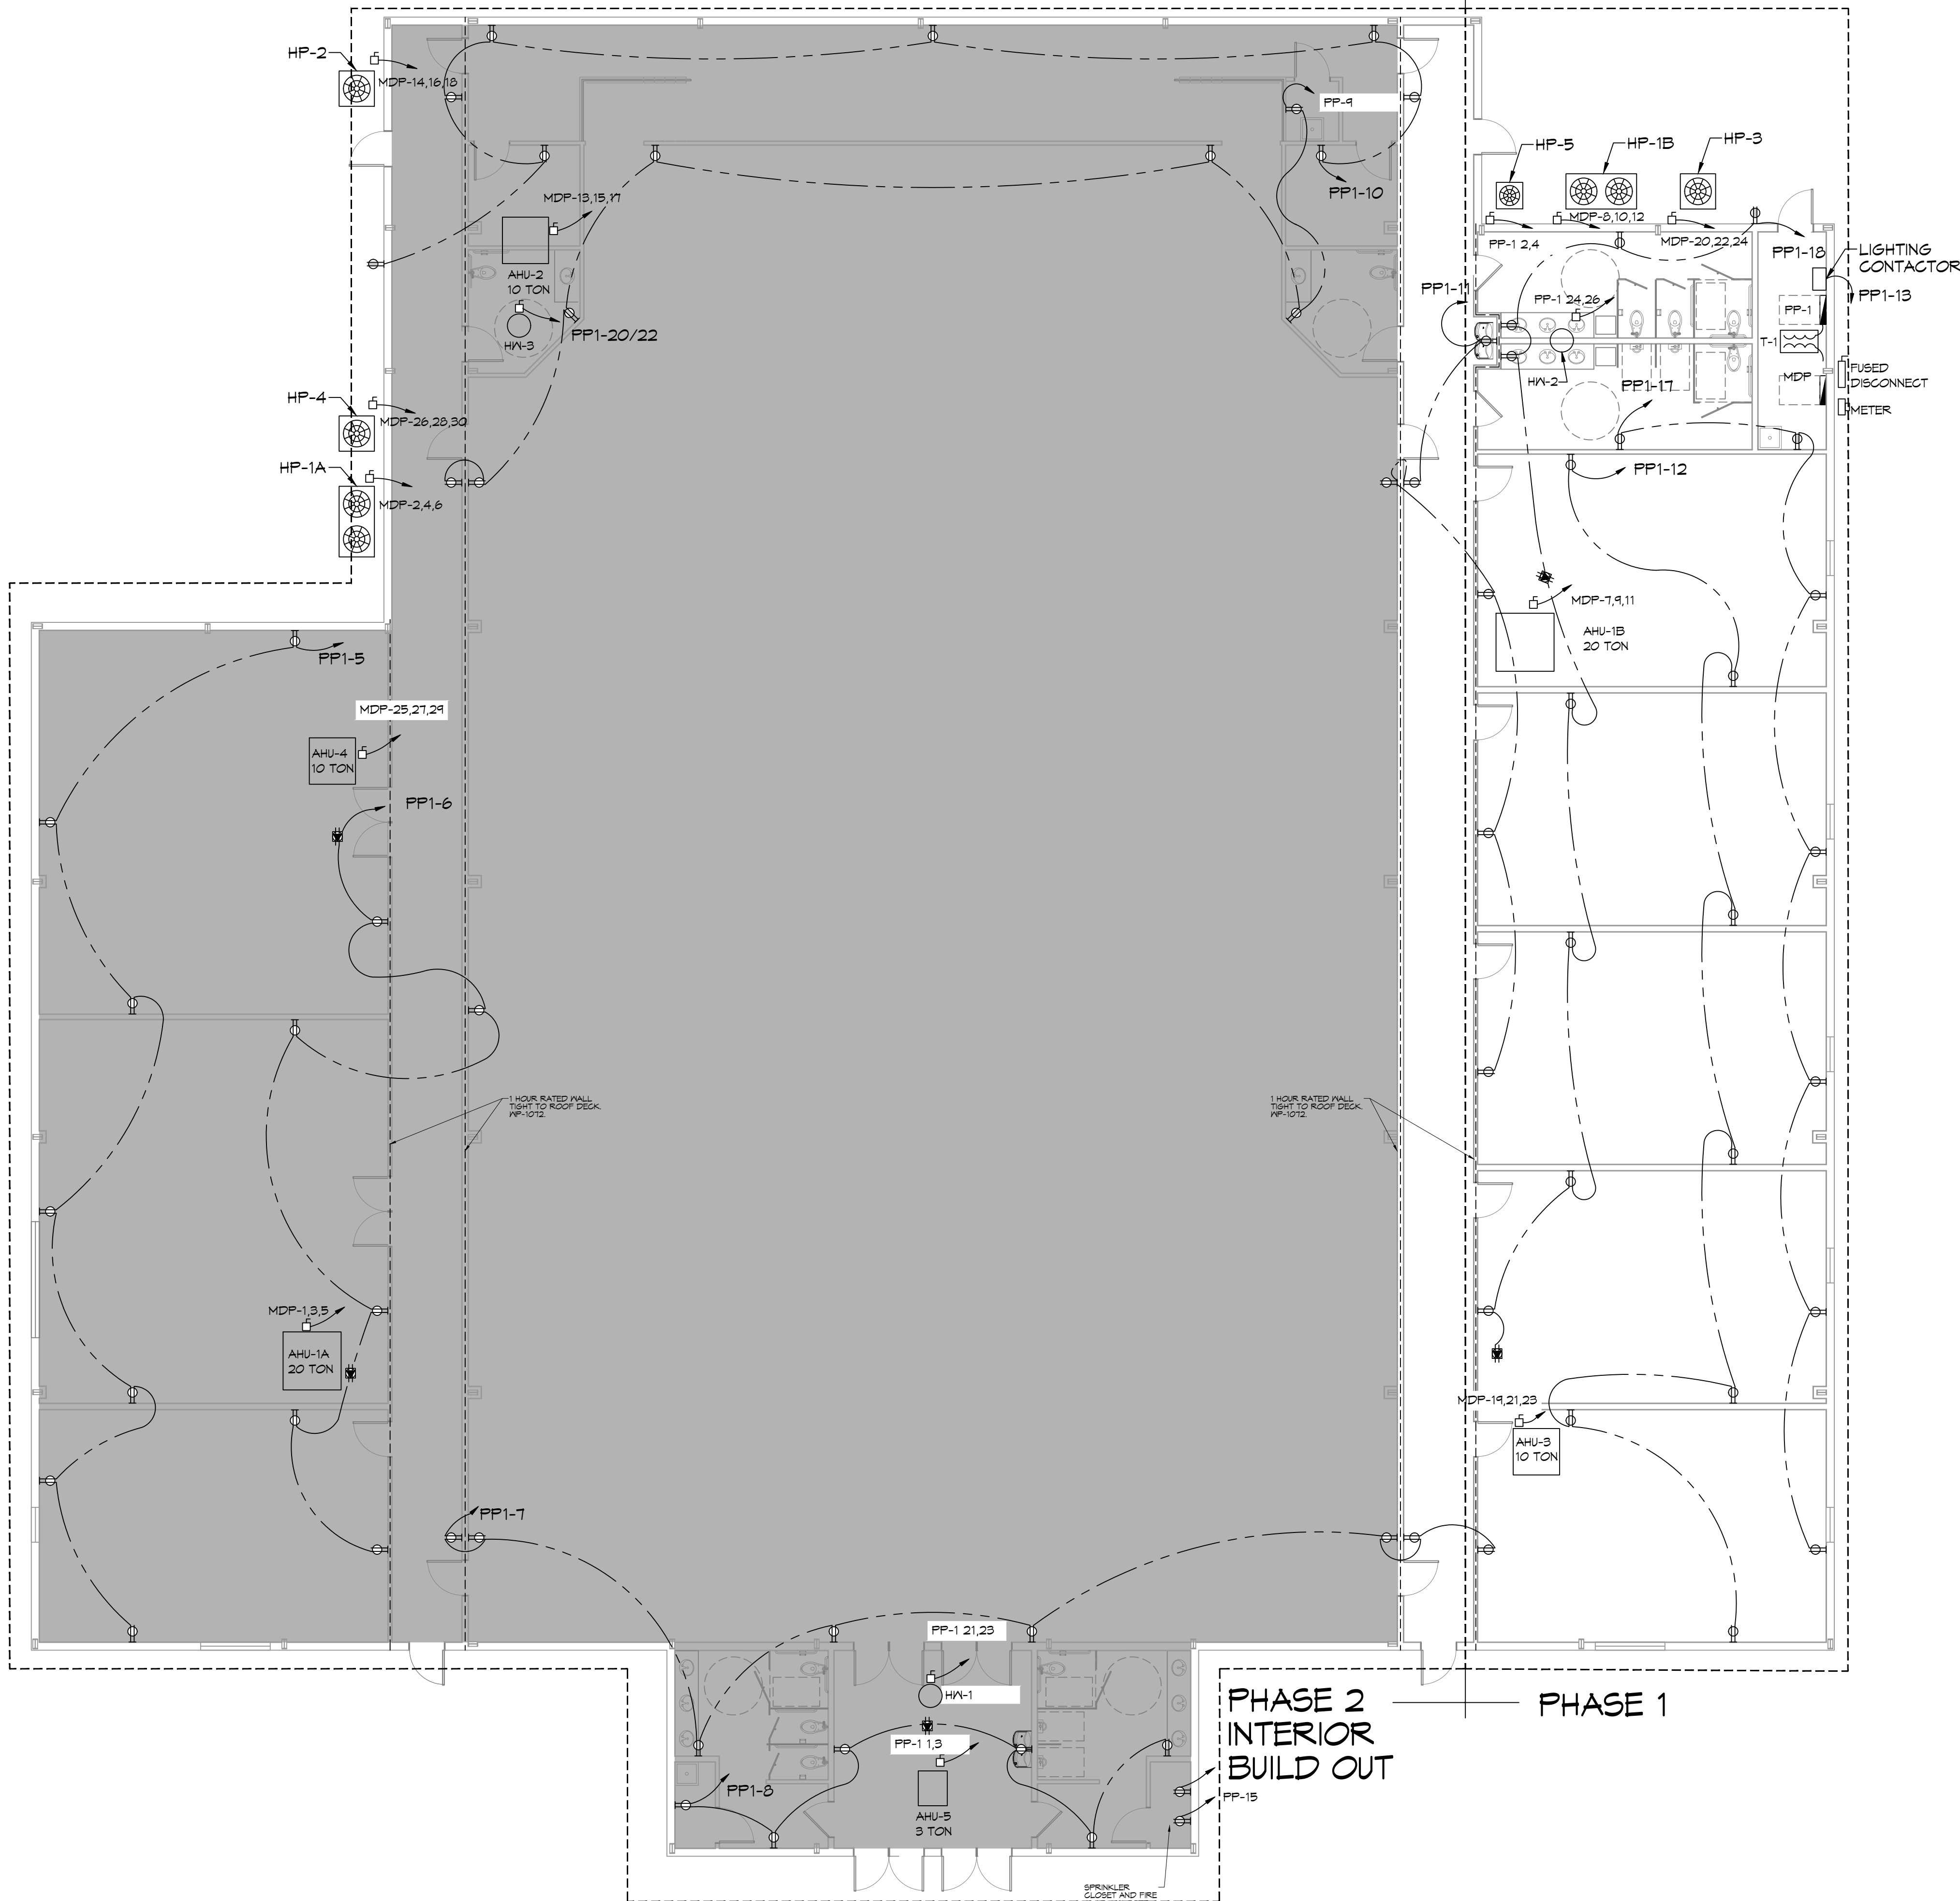 HP-2
MDP-14,16,18
PP-9
HP-5
HP-1B
HP-3
PP1-10
MDP-13,15,17
MDP-8,10,12
PP-1 2,4
MDP-20,22,24
PP1-18
LIGHTING
CONTACTOR
AHU-2
10 TON
PP1-11
PP-1 24,26
PP1-13
PP-1
HW-3
PP1-20/22
T-1
HW-2
PP1-17
MDP
FUSED
DISCONNECT
METER
HP-4
MDP-26,28,30
HP-1A
MDP-2,4,6
PP1-12
MDP-7,9,11
AHU-1B
20 TON
PP1-5
MDP-25,27,29
AHU-4
10 TON
PP1-6
1 HOUR RATED WALL
TIGHT TO ROOF DECK.
WP-1072.
1 HOUR RATED WALL
TIGHT TO ROOF DECK.
WP-1072.
MDP-1,3,5
AHU-1A
20 TON
MDP-19,21,23
AHU-3
10 TON
PP1-7
PP-1 21,23
HW-1
PP-1 1,3
PP1-8
AHU-5
3 TON
PP-15
PHASE 2
INTERIOR
BUILD OUT
PHASE 1
SPRINKLER
CLOSET AND FIRE